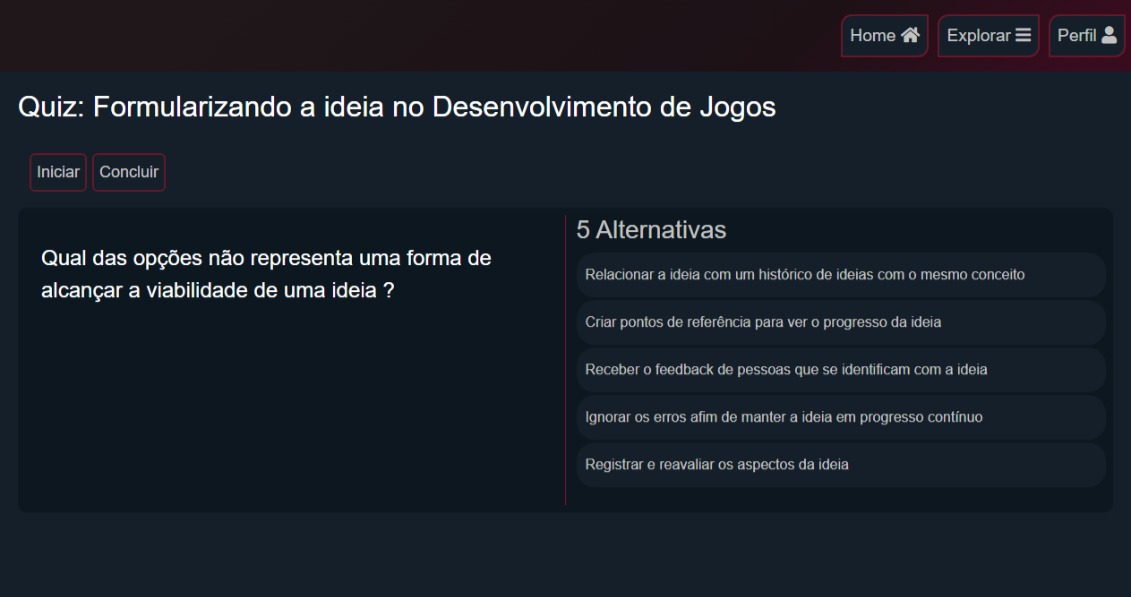 Home
Explorar
Perfil
Quiz: Formularizando a ideia no Desenvolvimento de Jogos
Iniciar
Concluir
Qual das opções não representa uma forma de
alcançar a viabilidade de uma ideia ?
5 Alternativas
Relacionar a ideia com um histórico de ideias com o mesmo conceito
Criar pontos de referência para ver o progresso da ideia
Receber o feedback de pessoas que se identificam com a ideia
Ignorar os erros afim de manter a ideia em progresso contínuo
Registrar e reavaliar os aspectos da ideia